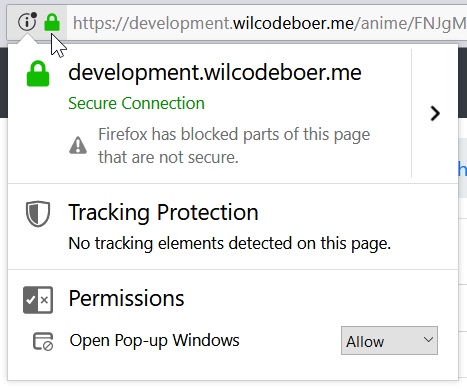 https://development.wilcodeboer.me/anime/FNJgM
development.wilcodeboer.me
Secure Connection
Firefox has blocked parts of this page
that are not secure.
Tracking Protection
No tracking elements detected on this page.
Permissions
Open Pop-up Windows Allow